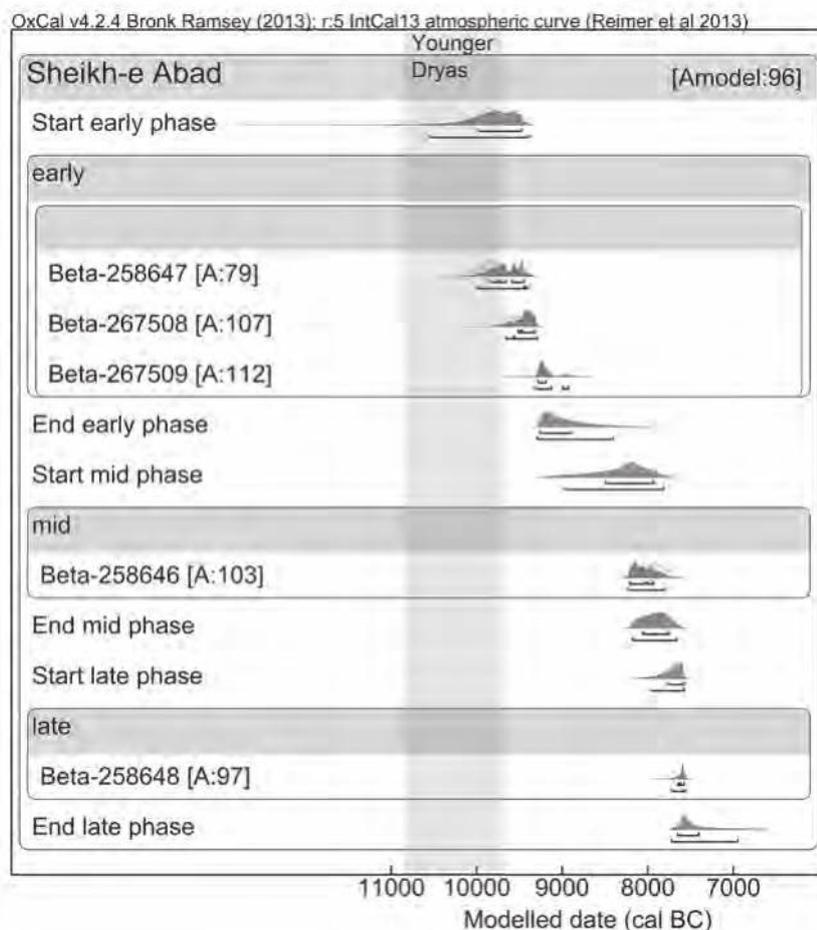 OxCal v4.2.4 Bronk Ramsey (2013); r:5 IntCal13 atmospheric curve (Reimer et al 2013)
Younger
Dryas
Sheikh-e Abad
[Amodel:96]
Start early phase
early
Beta-258647 [A:79]
Beta-267508 [A:107]
Beta-267509 [A:112]
End early phase
Start mid phase
mid
Beta-258646 [A:103]
End mid phase
Start late phase
late
Beta-258648 [A:97]
End late phase
11000 10000 9000 8000 7000
Modelled date (cal BC)